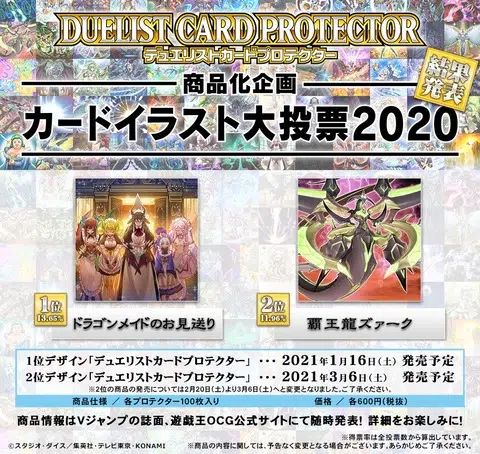 DUELIST CARD PROTECTOR
デュエリストカードプロテクター
結果発表
商品化企画
カードイラスト大投票2020
1位
13.65%
ドラゴンメイドのお見送り
2位
11.96%
覇王龍ズァーク
1位デザイン「デュエリストカードプロテクター」 ･･･ 2021年1月16日(土) 発売予定
2位デザイン「デュエリストカードプロテクター」 ･･･ 2021年3月6日(土) 発売予定
※2位の商品の発売については2月20日(土)より3月6日(土)へと変更となりました、ご了承ください。
商品仕様 ／ 各プロテクター100枚入り 価格 ／ 各600円(税抜)
商品情報はVジャンプの誌面、遊戯王OCG公式サイトにて随時発表! 詳細をお楽しみに!
※得票率は全投票数から算出しています。
©スタジオ・ダイス/集英社・テレビ東京・KONAMI ※商品の内容に関しては、予告なく変更となる場合がございます。あらかじめご了承ください。